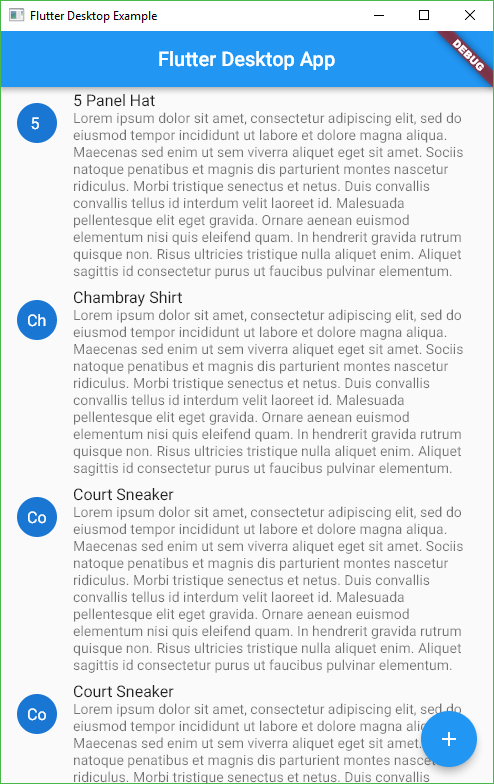 Flutter Desktop Example
Flutter Desktop App
DEBUG
5 Panel Hat
5
Lorem ipsum dolor sit amet, consectetur adipiscing elit, sed do
eiusmod tempor incididunt ut labore et dolore magna aliqua.
Maecenas sed enim ut sem viverra aliquet eget sit amet. Sociis
natoque penatibus et magnis dis parturient montes nascetur
ridiculus. Morbi tristique senectus et netus. Duis convallis
convallis tellus id interdum velit laoreet id. Malesuada
pellentesque elit eget gravida. Ornare aenean euismod
elementum nisi quis eleifend quam. In hendrerit gravida rutrum
quisque non. Risus ultricies tristique nulla aliquet enim. Aliquet
sagittis id consectetur purus ut faucibus pulvinar elementum.
Chambray Shirt
Ch
Lorem ipsum dolor sit amet, consectetur adipiscing elit, sed do
eiusmod tempor incididunt ut labore et dolore magna aliqua.
Maecenas sed enim ut sem viverra aliquet eget sit amet. Sociis
natoque penatibus et magnis dis parturient montes nascetur
ridiculus. Morbi tristique senectus et netus. Duis convallis
convallis tellus id interdum velit laoreet id. Malesuada
pellentesque elit eget gravida. Ornare aenean euismod
elementum nisi quis eleifend quam. In hendrerit gravida rutrum
quisque non. Risus ultricies tristique nulla aliquet enim. Aliquet
sagittis id consectetur purus ut faucibus pulvinar elementum.
Court Sneaker
Co
Lorem ipsum dolor sit amet, consectetur adipiscing elit, sed do
eiusmod tempor incididunt ut labore et dolore magna aliqua.
Maecenas sed enim ut sem viverra aliquet eget sit amet. Sociis
natoque penatibus et magnis dis parturient montes nascetur
ridiculus. Morbi tristique senectus et netus. Duis convallis
convallis tellus id interdum velit laoreet id. Malesuada
pellentesque elit eget gravida. Ornare aenean euismod
elementum nisi quis eleifend quam. In hendrerit gravida rutrum
quisque non. Risus ultricies tristique nulla aliquet enim. Aliquet
sagittis id consectetur purus ut faucibus pulvinar elementum.
Court Sneaker
Co
Lorem ipsum dolor sit amet, consectetur adipiscing elit, sed do
eiusmod tempor incididunt ut labore et dolore magna
Maecenas sed enim ut sem viverra aliquet eget sit
natoque penatibus et magnis dis parturient montes nascetur
ridiculus. Morbi tristique senectus et netus. Duis convallis